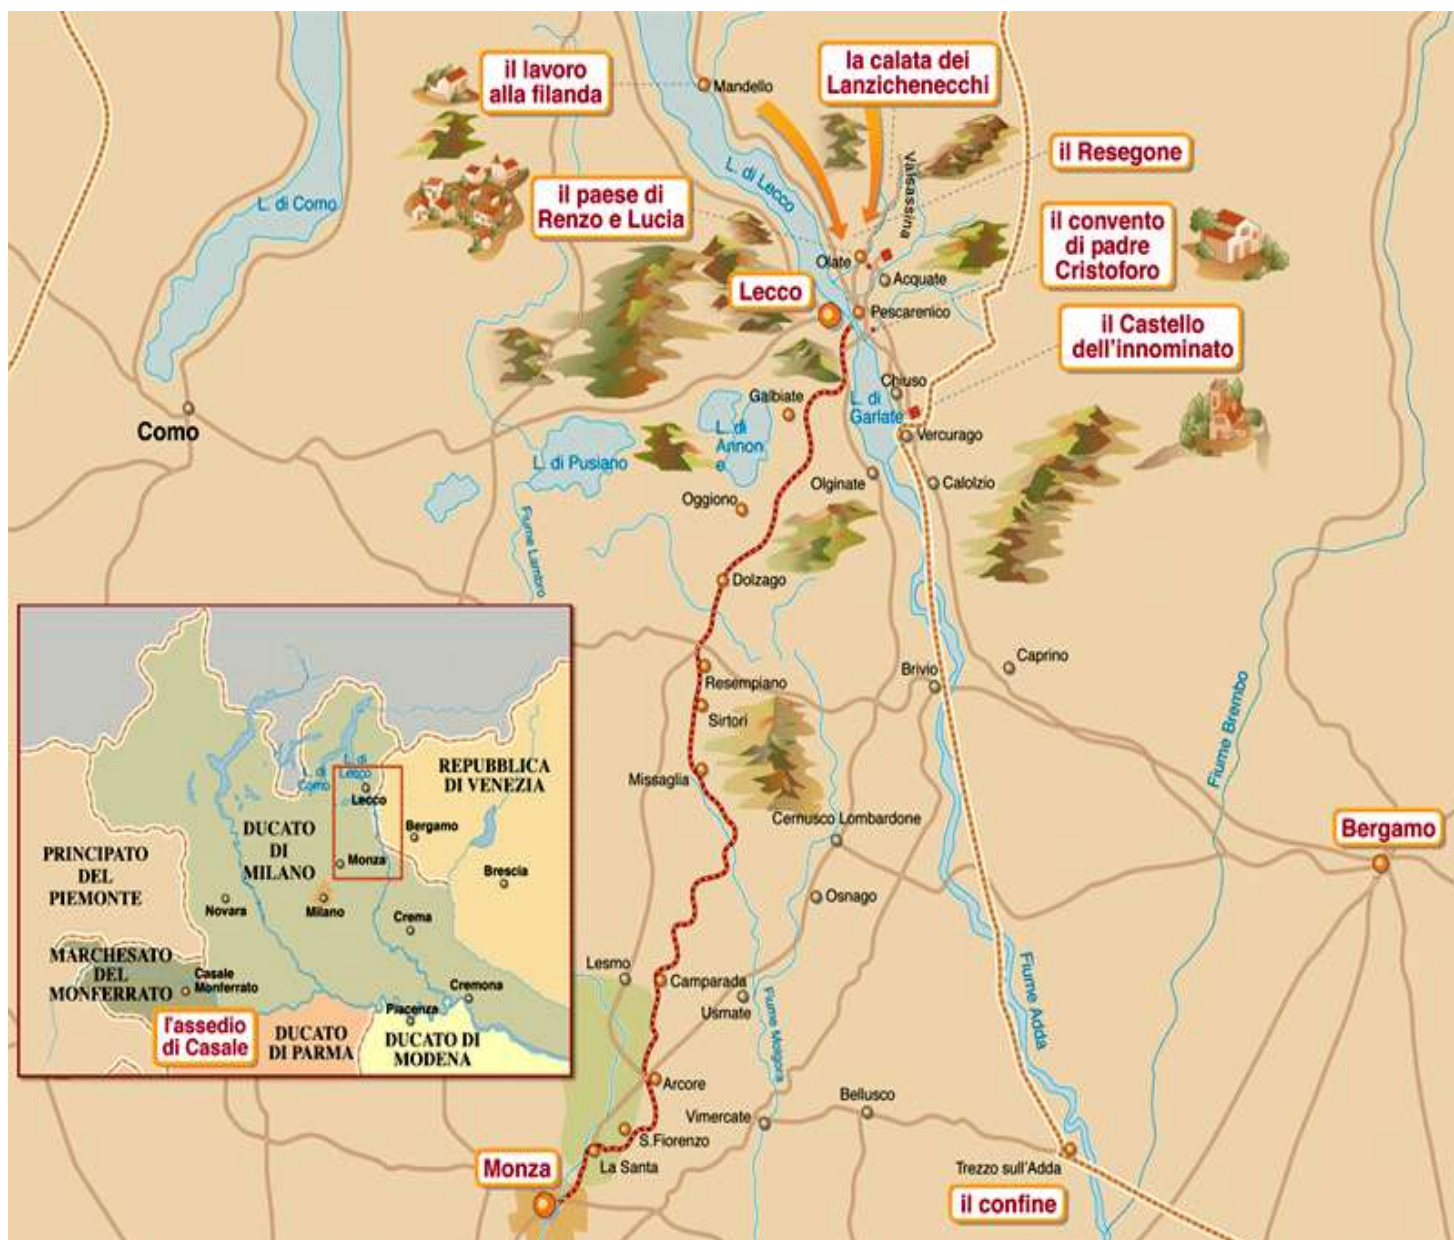 il lavoro
alla filanda
Mandello
la calata dei
Lanzichenecchi
il Resegone
Valsassina
L. di Lecco
L. di Como
il paese di
Renzo e Lucia
il convento
di padre
Cristoforo
Olate
Acquate
Lecco
Pescarenico
il Castello
dell'innominato
Chiuso
Galbiate
L. di
Garlate
Como
L. di
Annon
e
Vercurago
L. di Pusiano
Olginate
Calolzio
Oggiono
Fiume Lambro
Dolzago
Caprino
Brivio
Resempiano
Sirtori
Fiume Brembo
Missaglia
Cernusco Lombardone
Bergamo
Osnago
Lesmo
Camparada
Usmate
Fiume Molgora
Fiume Adda
Arcore
Bellusco
Vimercate
S.Fiorenzo
La Santa
Monza
Trezzo sull'Adda
il confine
L. di
Lecco
L. di
Como
Lecco
REPUBBLICA
DI VENEZIA
DUCATO
DI
MILANO
Bergamo
Monza
PRINCIPATO
DEL
PIEMONTE
Brescia
Novara
Milano
Crema
MARCHESATO
DEL
MONFERRATO
Casale
Monferrato
Cremona
Piacenza
l'assedio
di Casale
DUCATO
DI PARMA
DUCATO DI
MODENA